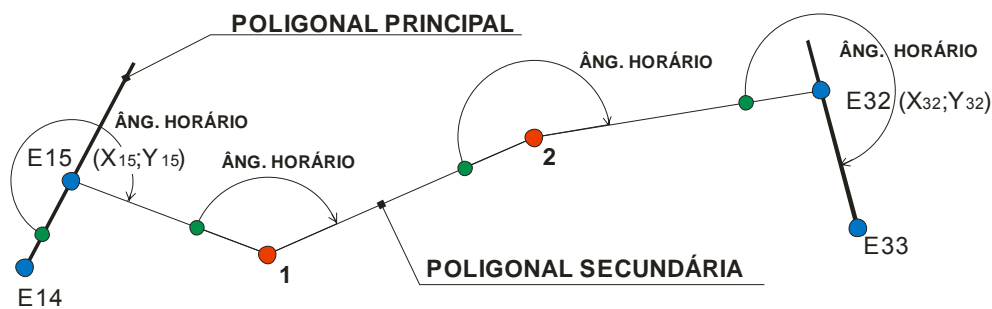 POLIGONAL PRINCIPAL
ÂNG. HORÁRIO
ÂNG. HORÁRIO
ÂNG. HORÁRIO
E32 (X32;Y32)
E15 (X15;Y15)
ÂNG. HORÁRIO
2
E33
1
POLIGONAL SECUNDÁRIA
E14